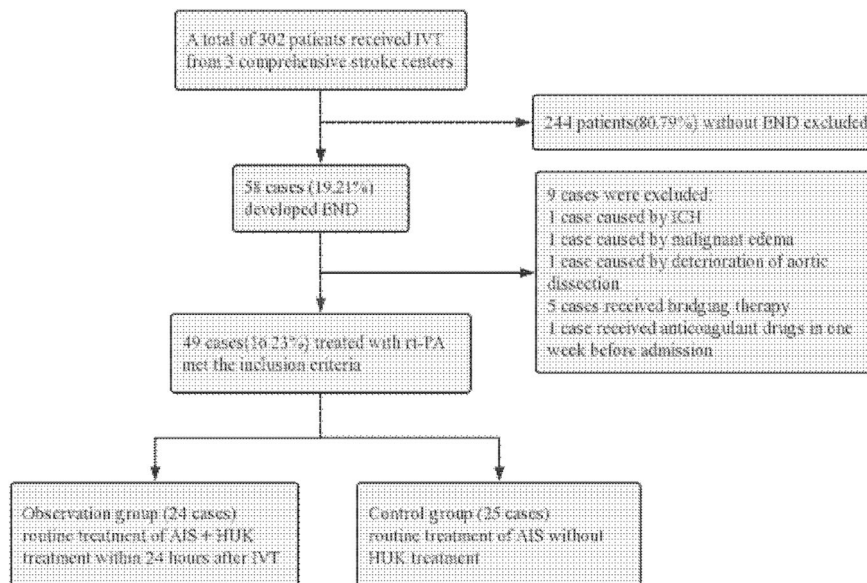 A total of 302 patients received IVT
from 3 comprehensive stroke centers
244 patients(80.79%) without END excluded
58 cases (19.21%)
developed END
9 cases were excluded:
1 case caused by ICH
1 case caused by malignant edema
1 case caused by deterioration of aortic
dissection
5 cases received bridging therapy
1 case received anticoagulant drugs in one
week before admission
49 cases(16.23%) treated with rt-PA
met the inclusion criteria
Observation group (24 cases)
routine treatment of AIS + HUK
treatment within 24 hours after IVT
Control group (25 cases)
routine treatment of AIS without
HUK treatment